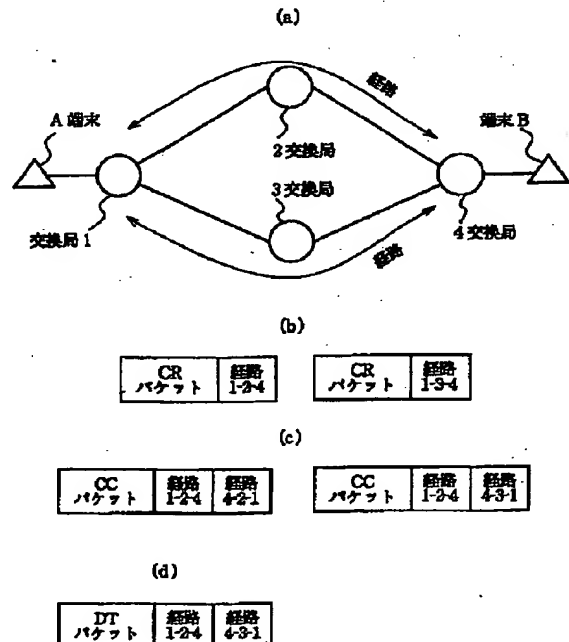 (a)
経路
A 端末
端末 B
2 交換局
3 交換局
交換局 1
4 交換局
経路
(b)
CR
パケット
経路
1-2-4
CR
パケット
経路
1-3-4
(c)
CC
パケット
経路
1-2-4
経路
4-2-1
CC
パケット
経路
1-2-4
経路
4-3-1
(d)
DT
パケット
経路
1-2-4
経路
4-3-1